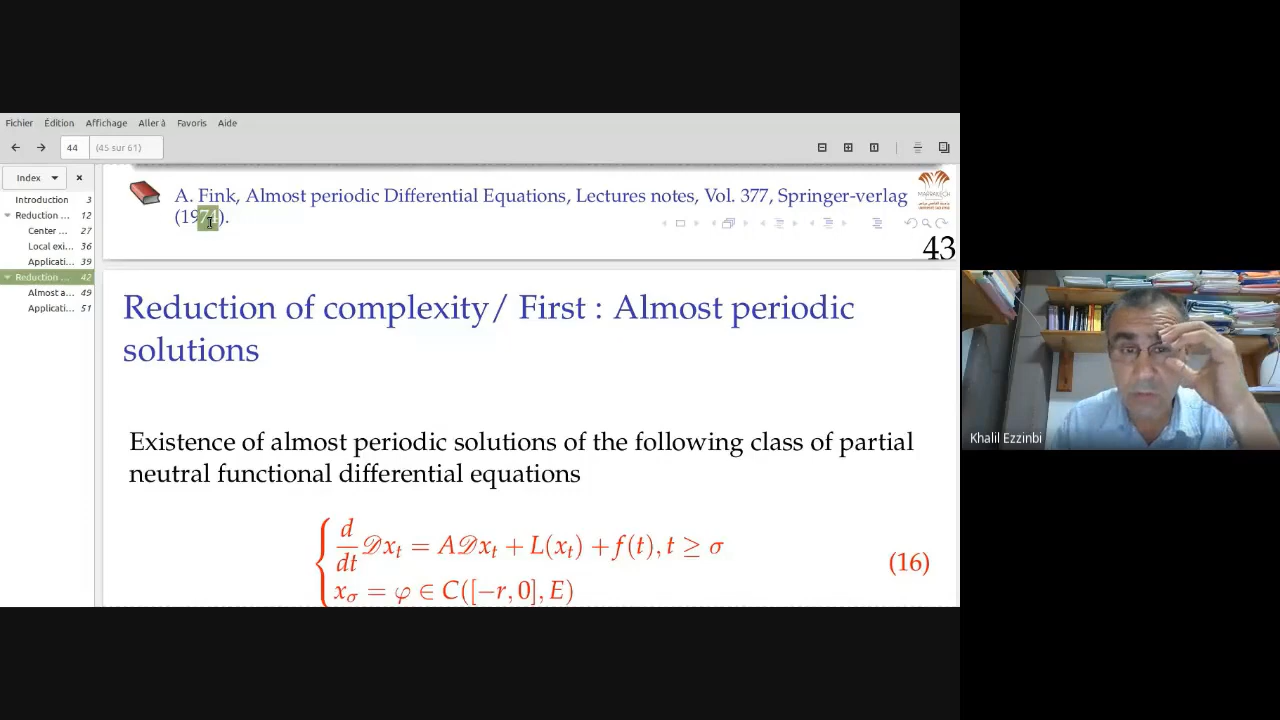 Fichier Édition Affichage Aller à Favoris Aide
44 (45 sur 61)
Index
Introduction 3
Reduction ... 12
Center ... 27
Local exi... 36
Applicati... 39
Reduction ... 42
Almost a... 49
Applicati... 51
A. Fink, Almost periodic Differential Equations, Lectures notes, Vol. 377, Springer-verlag
(1974).
43
Reduction of complexity/ First : Almost periodic
solutions
Existence of almost periodic solutions of the following class of partial
neutral functional differential equations
d/dt 𝒟x_t = A𝒟x_t + L(x_t) + f(t), t ≥ σ
x_σ = φ ∈ C([−r, 0], E)
(16)
Khalil Ezzinbi